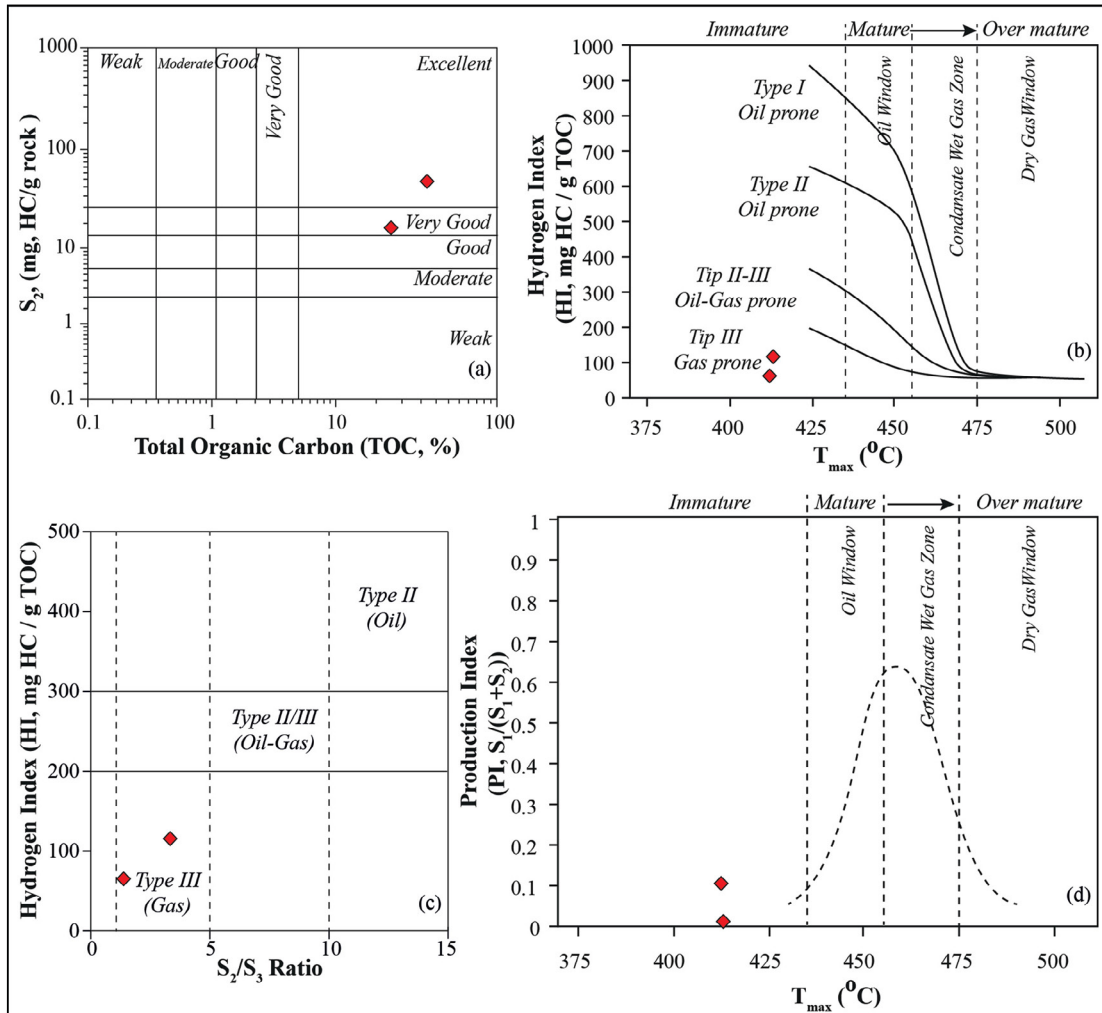 1000
Weak
Moderate
Good
Very Good
Excellent
100
10
1
0.1
Very Good
Good
Moderate
Weak
(a)
0.1
1
10
100
S2, (mg, HC/g rock)
Total Organic Carbon (TOC, %)
Immature
Mature
Over mature
1000
900
800
700
600
500
400
300
200
100
0
Type I
Oil prone
Type II
Oil prone
Tip II-III
Oil-Gas prone
Tip III
Gas prone
Oil Window
Condansate Wet Gas Zone
Dry GasWindow
(b)
375
400
425
450
475
500
Hydrogen Index
(HI, mg HC / g TOC)
Tmax (OC)
500
400
300
200
100
0
Type II
(Oil)
Type II/III
(Oil-Gas)
Type III
(Gas)
(c)
0
5
10
15
Hydrogen Index (HI, mg HC / g TOC)
S2/S3 Ratio
Immature
Mature
Over mature
1
0.9
0.8
0.7
0.6
0.5
0.4
0.3
0.2
0.1
0
Oil Window
Condansate Wet Gas Zone
Dry GasWindow
(d)
375
400
425
450
475
500
Production Index
(PI, S1/(S1+S2))
Tmax (OC)